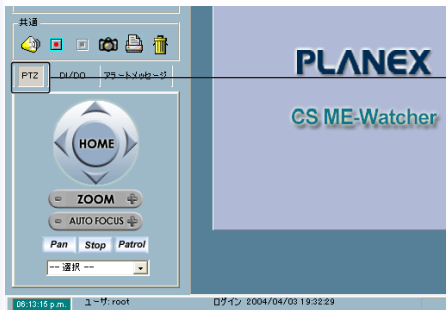 共通
PTZ DI/DO アラートメッセージ
PLANEX
CS ME-Watcher
HOME
ZOOM
AUTO FOCUS
Pan Stop Patrol
-- 選択 --
06:13:15 p.m. ユーザ: root ログイン 2004/04/03 19:32:29